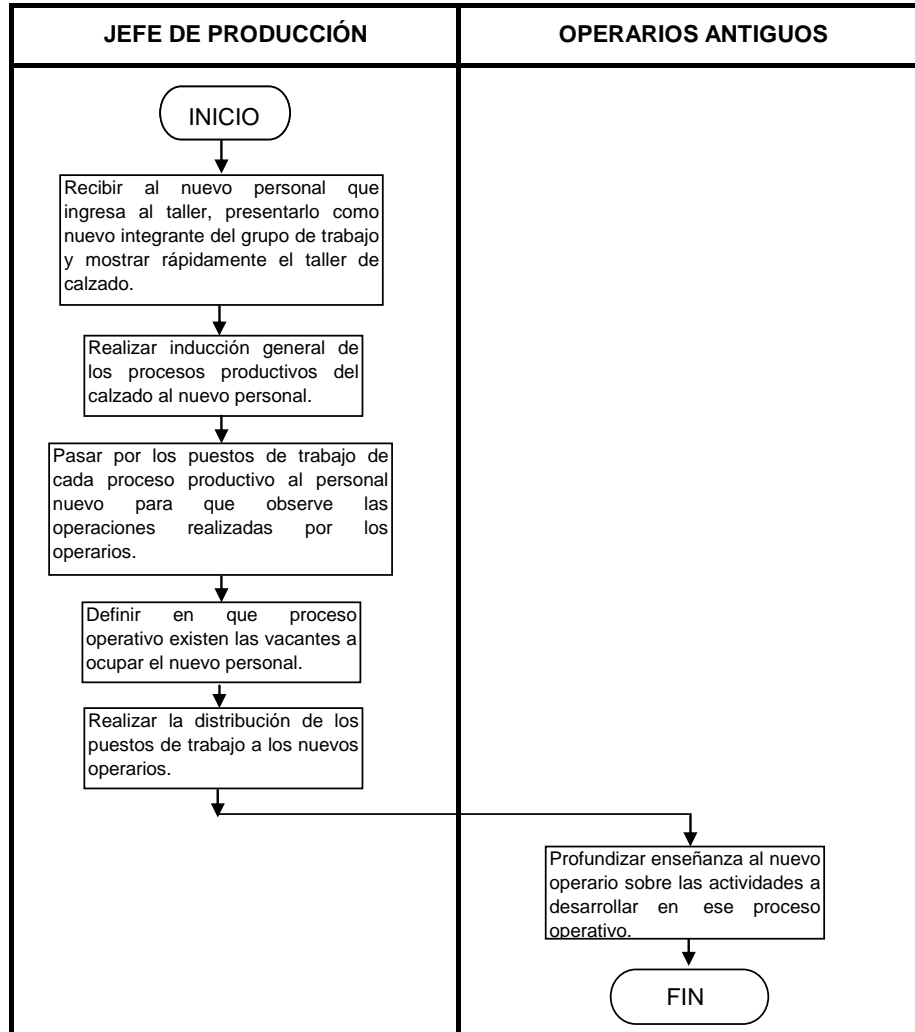 JEFE DE PRODUCCIÓN
OPERARIOS ANTIGUOS
INICIO
Recibir al nuevo personal que
ingresa al taller, presentarlo como
nuevo integrante del grupo de trabajo
y mostrar rápidamente el taller de
calzado.
Realizar inducción general de
los procesos productivos del
calzado al nuevo personal.
Pasar por los puestos de trabajo de
cada proceso productivo al personal
nuevo para que observe las
operaciones realizadas por los
operarios.
Definir en que proceso
operativo existen las vacantes a
ocupar el nuevo personal.
Realizar la distribución de los
puestos de trabajo a los nuevos
operarios.
Profundizar enseñanza al nuevo
operario sobre las actividades a
desarrollar en ese proceso
operativo.
FIN